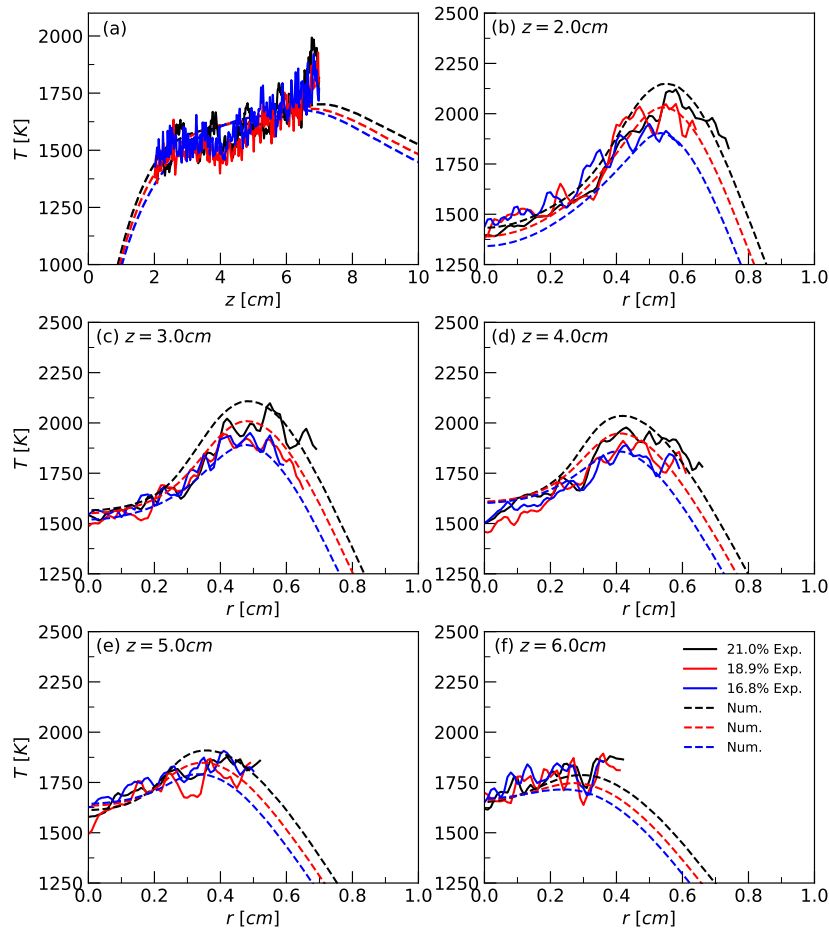 (a)
2000
1750
1500
1250
1000
T [K]
0 2 4 6 8 10
z [cm]
(b) z = 2.0cm
2500
2250
2000
1750
1500
1250
T [K]
0.0 0.2 0.4 0.6 0.8 1.0
r [cm]
(c) z = 3.0cm
2500
2250
2000
1750
1500
1250
T [K]
0.0 0.2 0.4 0.6 0.8 1.0
r [cm]
(d) z = 4.0cm
2500
2250
2000
1750
1500
1250
T [K]
0.0 0.2 0.4 0.6 0.8 1.0
r [cm]
(e) z = 5.0cm
2500
2250
2000
1750
1500
1250
T [K]
0.0 0.2 0.4 0.6 0.8 1.0
r [cm]
(f) z = 6.0cm
2500
2250
2000
1750
1500
1250
T [K]
0.0 0.2 0.4 0.6 0.8 1.0
r [cm]
21.0% Exp.
18.9% Exp.
16.8% Exp.
Num.
Num.
Num.